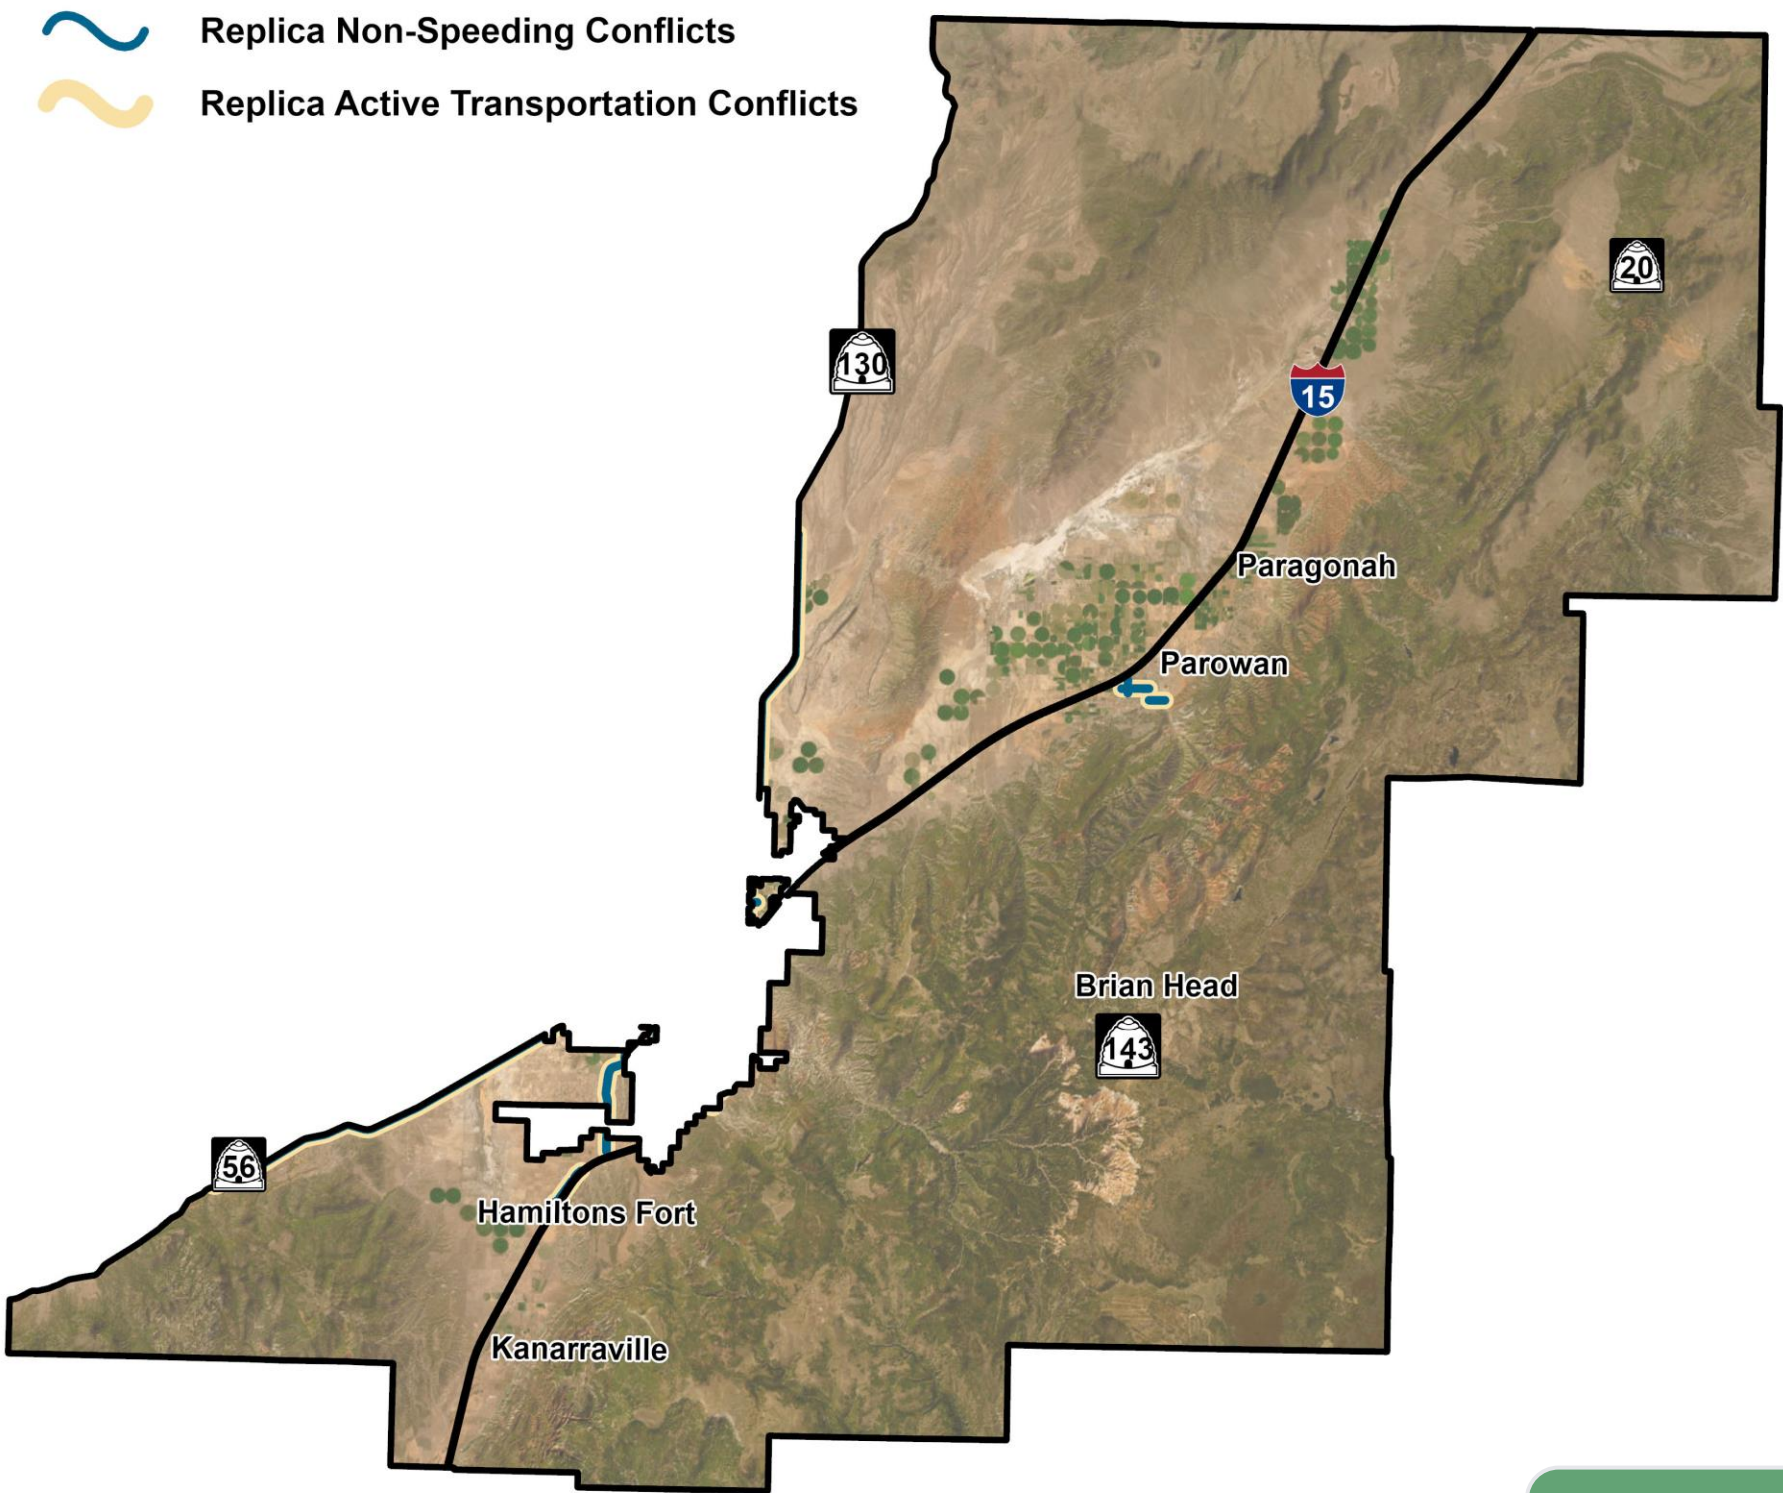 Replica Non-Speeding Conflicts
Replica Active Transportation Conflicts
20
130
15
Paragonah
Parowan
Brian Head
143
56
Hamiltons Fort
Kanarraville